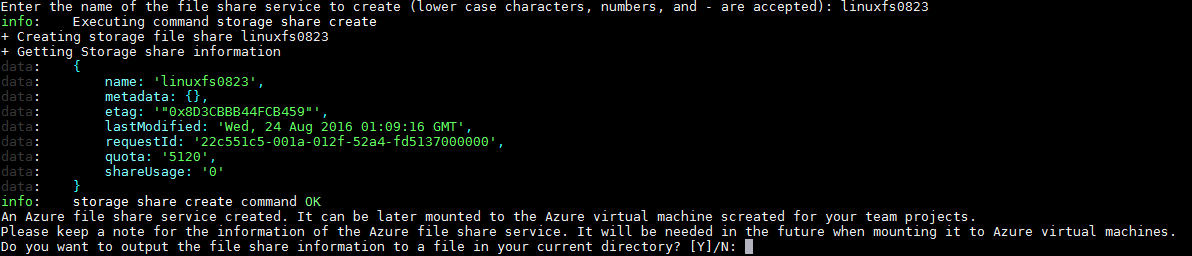 Enter the name of the file share service to create (lower case characters, numbers, and - are accepted): linuxfs0823
info:    Executing command storage share create
+ Creating storage file share linuxfs0823
+ Getting Storage share information
data:    {
data:        name: 'linuxfs0823',
data:        metadata: {},
data:        etag: '"0x8D3CBBB44FCB459"',
data:        lastModified: 'Wed, 24 Aug 2016 01:09:16 GMT',
data:        requestId: '22c551c5-001a-012f-52a4-fd5137000000',
data:        quota: '5120',
data:        shareUsage: '0'
data:    }
info:    storage share create command OK
An Azure file share service created. It can be later mounted to the Azure virtual machine screated for your team projects.
Please keep a note for the information of the Azure file share service. It will be needed in the future when mounting it to Azure virtual machines.
Do you want to output the file share information to a file in your current directory? [Y]/N: